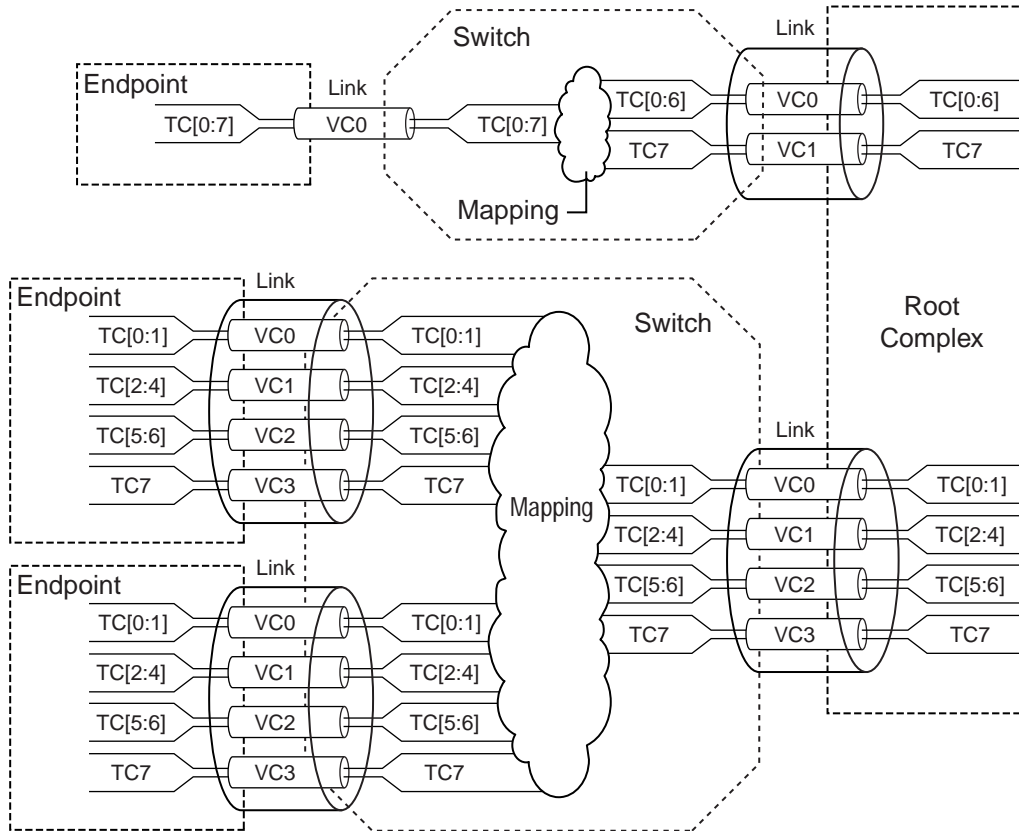 Link
Switch
Endpoint
Link
TC[0:7]
VC0
TC[0:7]
TC[0:6]
VC0
TC[0:6]
TC7
VC1
TC7
Mapping
Link
Endpoint
TC[0:1]
VC0
TC[0:1]
TC[2:4]
VC1
TC[2:4]
TC[5:6]
VC2
TC[5:6]
TC7
VC3
TC7
Switch
Root
Complex
Mapping
Link
TC[0:1]
VC0
TC[0:1]
TC[2:4]
VC1
TC[2:4]
TC[5:6]
VC2
TC[5:6]
TC7
VC3
TC7
Link
Endpoint
TC[0:1]
VC0
TC[0:1]
TC[2:4]
VC1
TC[2:4]
TC[5:6]
VC2
TC[5:6]
TC7
VC3
TC7